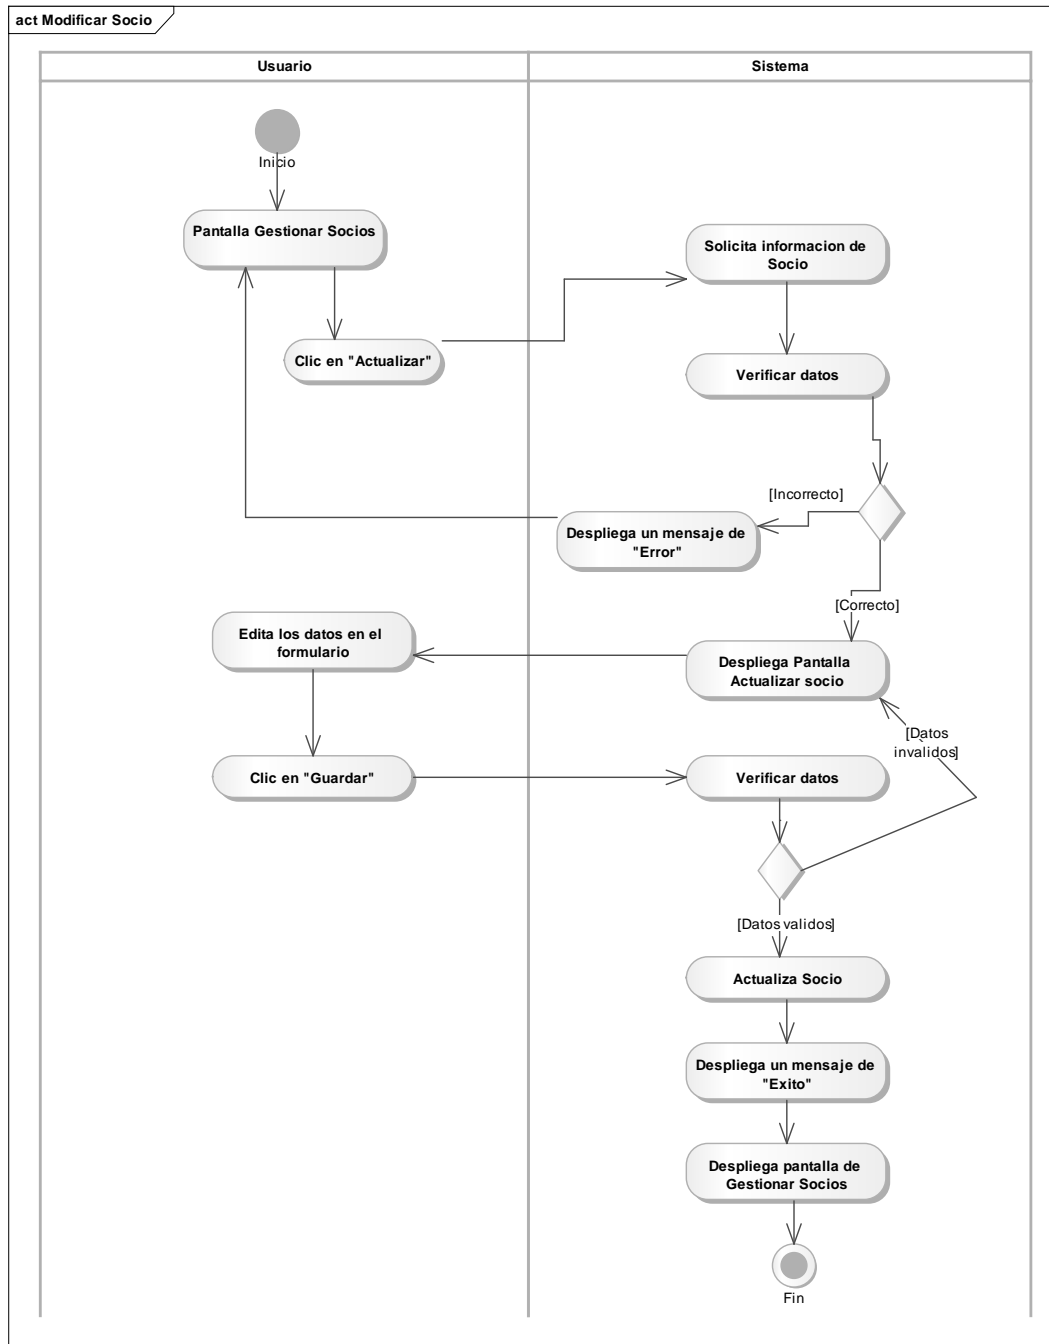 act Modificar Socio
Usuario
Sistema
Inicio
Pantalla Gestionar Socios
Solicita informacion de
Socio
Clic en "Actualizar"
Verificar datos
[Incorrecto]
Despliega un mensaje de
"Error"
[Correcto]
Edita los datos en el
formulario
Despliega Pantalla
Actualizar socio
[Datos
invalidos]
Clic en "Guardar"
Verificar datos
[Datos validos]
Actualiza Socio
Despliega un mensaje de
"Exito"
Despliega pantalla de
Gestionar Socios
Fin